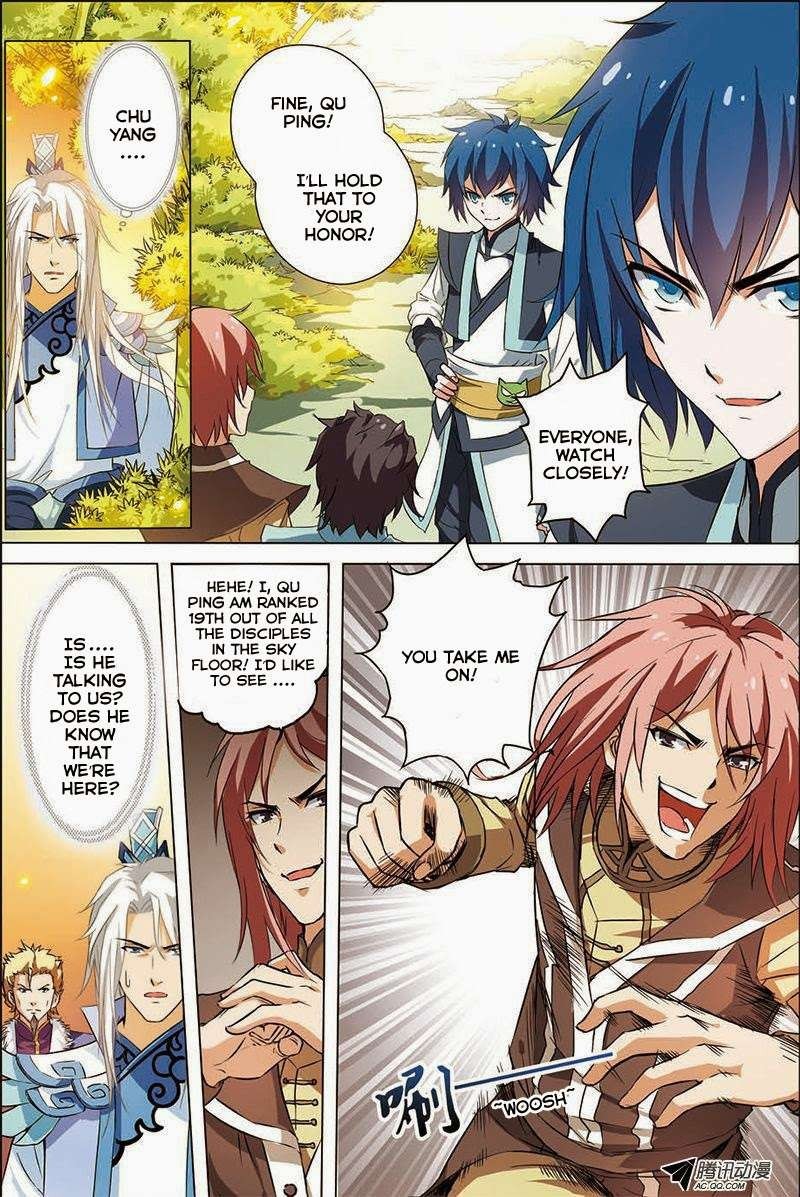 CHU
YANG
....
FINE, QU
PING!
I'LL HOLD
THAT TO
YOUR
HONOR!
EVERYONE,
WATCH
CLOSELY!
IS....
IS HE
TALKING
TO US?
DOES HE
KNOW
THAT
WE'RE
HERE?
HEHE! I, QU
PING AM RANKED
19TH OUT OF ALL
THE DISCIPLES
IN THE SKY
FLOOR! I'D LIKE
TO SEE ....
YOU TAKE ME
ON!
唰
~WOOSH~
腾讯动漫
AC.QQ.COM